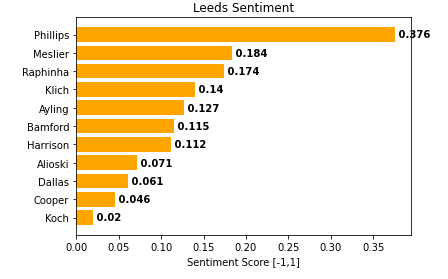 Leeds Sentiment
Phillips 0.376
Meslier 0.184
Raphinha 0.174
Klich 0.14
Ayling 0.127
Bamford 0.115
Harrison 0.112
Alioski 0.071
Dallas 0.061
Cooper 0.046
Koch 0.02
0.00 0.05 0.10 0.15 0.20 0.25 0.30 0.35
Sentiment Score [-1,1]